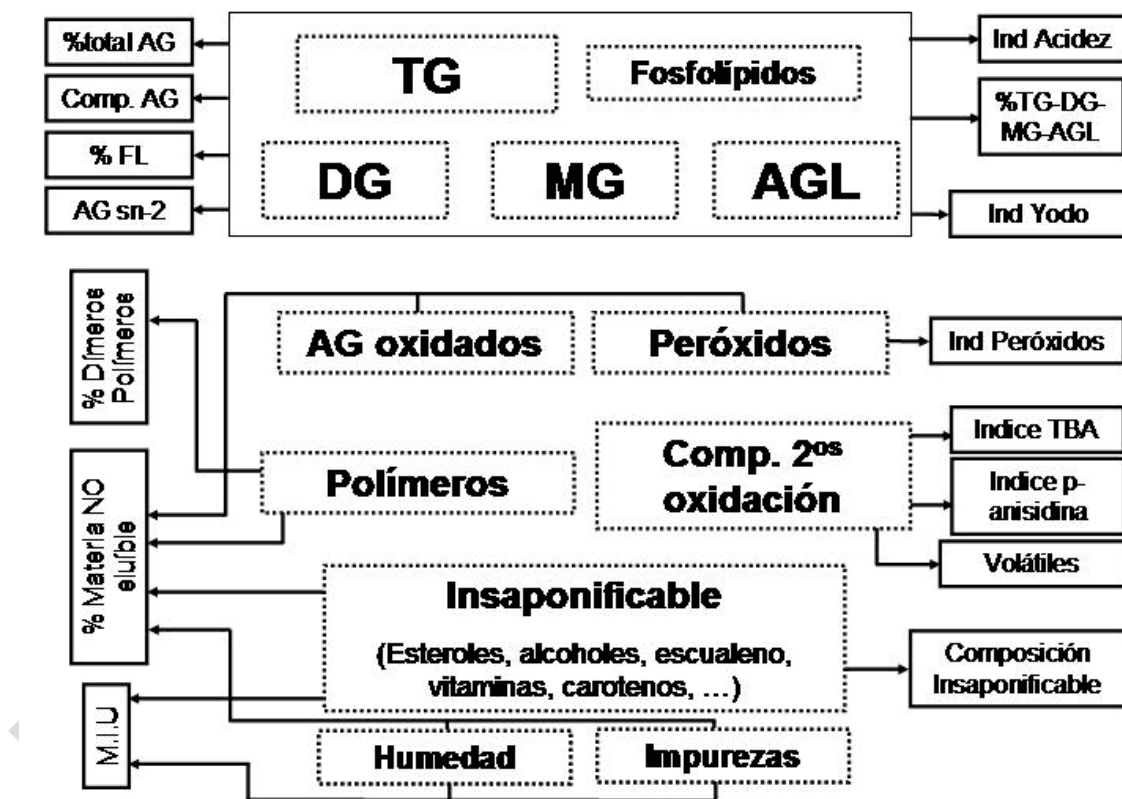 %total AG
Comp. AG
% FL
AG sn-2
TG
Fosfolípidos
DG
MG
AGL
Ind Acidez
%TG-DG-
MG-AGL
Ind Yodo
% Dímeros
Polímeros
AG oxidados
Peróxidos
Ind Peróxidos
Polímeros
Comp. 2os
oxidación
Indice TBA
Indice p-
anisidina
Volátiles
% Materia NO
eluíble
Insaponificable
(Esteroles, alcoholes, escualeno,
vitaminas, carotenos, ...)
Composición
Insaponificable
M.I.U
Humedad
Impurezas